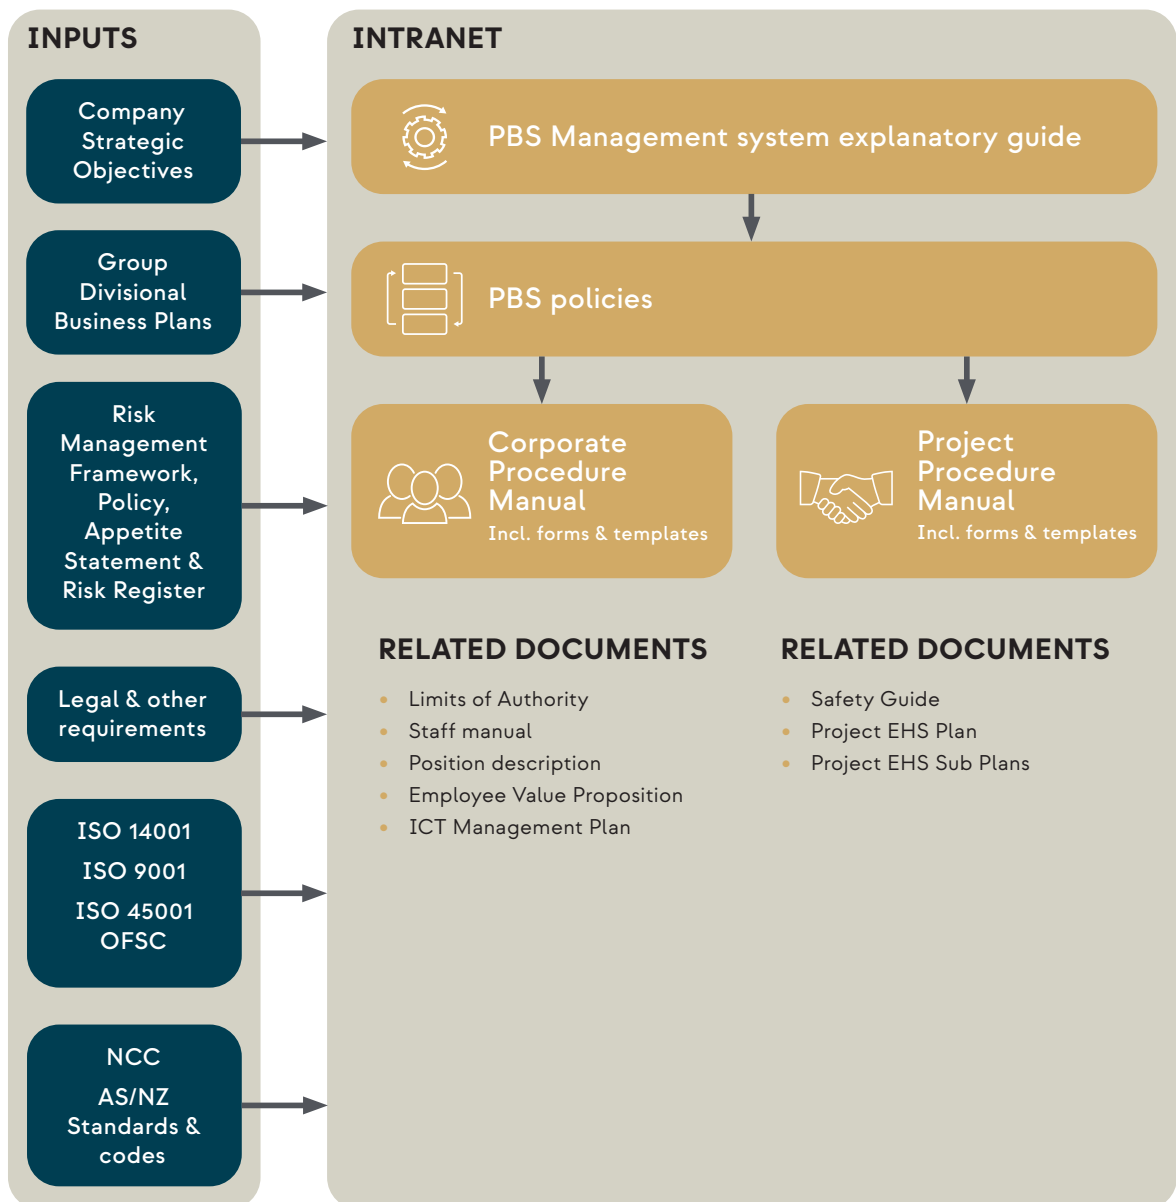 INPUTS
Company
Strategic
Objectives
Group
Divisional
Business Plans
Risk
Management
Framework,
Policy,
Appetite
Statement &
Risk Register
Legal & other
requirements
ISO 14001
ISO 9001
ISO 45001
OFSC
NCC
AS/NZ
Standards &
codes
INTRANET
PBS Management system explanatory guide
PBS policies
Corporate
Procedure
Manual
Incl. forms & templates
Project
Procedure
Manual
Incl. forms & templates
RELATED DOCUMENTS
• Limits of Authority
• Staff manual
• Position description
• Employee Value Proposition
• ICT Management Plan
RELATED DOCUMENTS
• Safety Guide
• Project EHS Plan
• Project EHS Sub Plans